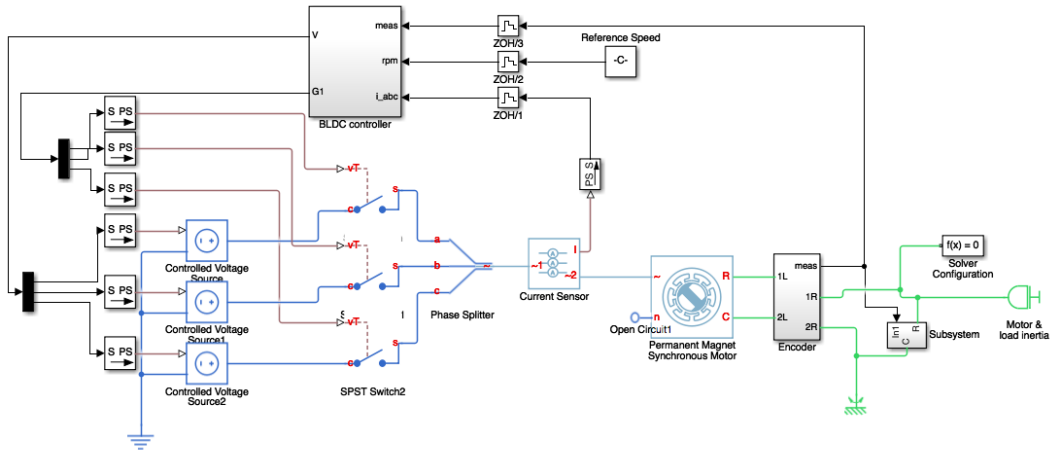 V
meas
ZOH/3
Reference Speed
rpm
ZOH/2
-C-
G1
i_abc
ZOH/1
BLDC controller
S PS
S PS
S PS
S PS
S PS
S PS
vT
c
s
vT
c
s
vT
c
s
Controlled Voltage
Source
Controlled Voltage
Source1
Controlled Voltage
Source2
SPST Switch2
a
b
c
~
Phase Splitter
PS S
I
~1
~2
A
A
A
Current Sensor
~
n
R
C
Open Circuit1
Permanent Magnet
Synchronous Motor
meas
1L
1R
2L
2R
Encoder
f(x) = 0
Solver
Configuration
In1
R
C
Subsystem
Motor &
load inertia